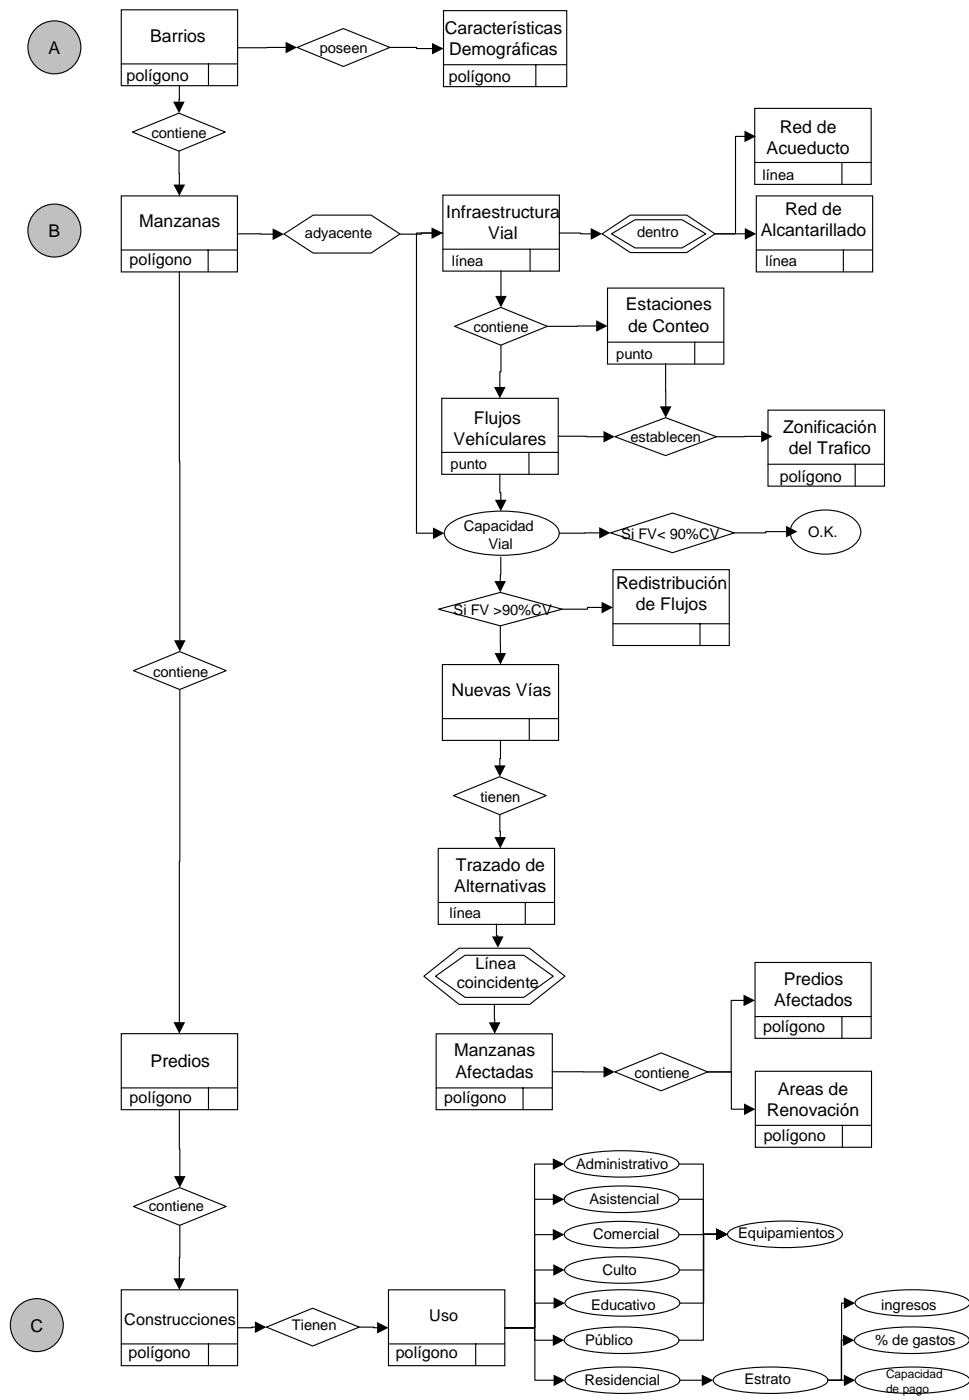 A
Barrios
polígono
poseen
Características
Demográficas
polígono
contiene
Red de
Acueducto
línea
B
Manzanas
polígono
adyacente
Infraestructura
Vial
línea
dentro
Red de
Alcantarillado
línea
contiene
Estaciones
de Conteo
punto
Flujos
Vehículares
punto
establecen
Zonificación
del Trafico
polígono
Capacidad
Vial
Si FV< 90%CV
O.K.
Si FV >90%CV
Redistribución
de Flujos
contiene
Nuevas Vías
tienen
Trazado de
Alternativas
línea
Línea
coincidente
Predios
Afectados
polígono
Predios
polígono
Manzanas
Afectadas
polígono
contiene
Areas de
Renovación
polígono
contiene
Administrativo
Asistencial
Comercial
Equipamientos
Culto
Educativo
Público
Residencial
C
Construcciones
polígono
Tienen
Uso
polígono
Estrato
ingresos
% de gastos
Capacidad
de pago